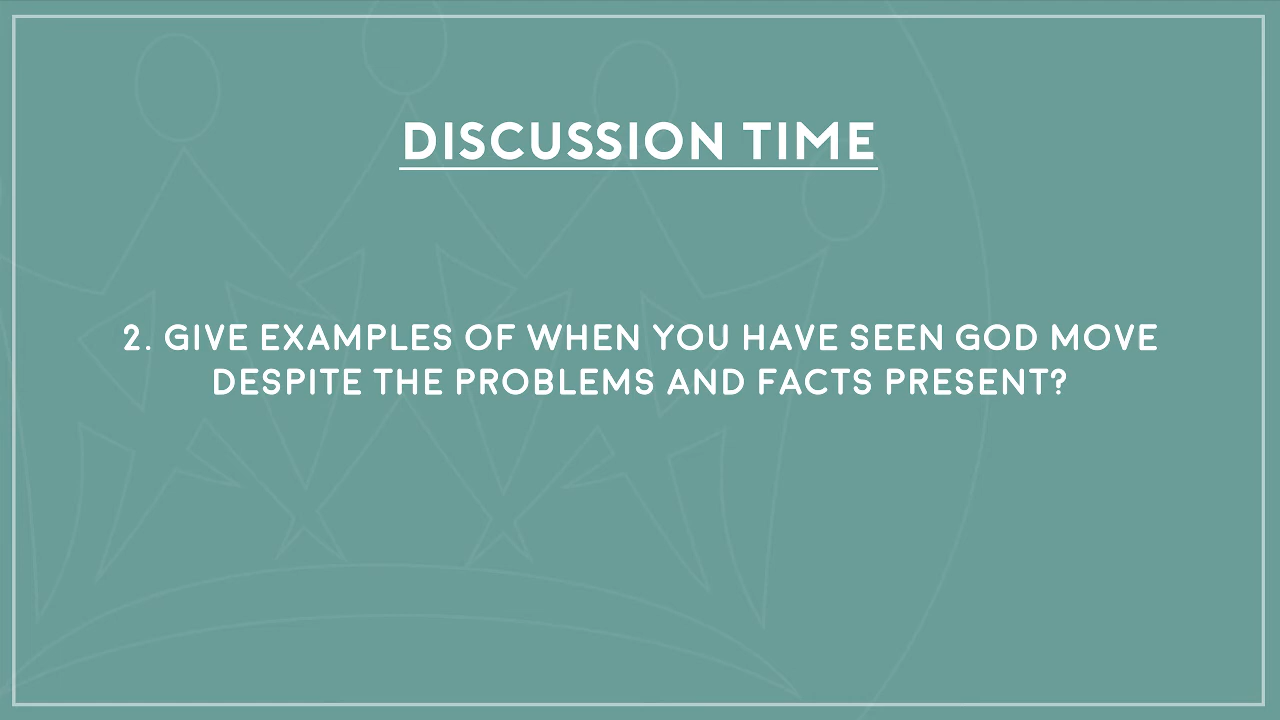 DISCUSSION TIME
2. GIVE EXAMPLES OF WHEN YOU HAVE SEEN GOD MOVE
DESPITE THE PROBLEMS AND FACTS PRESENT?